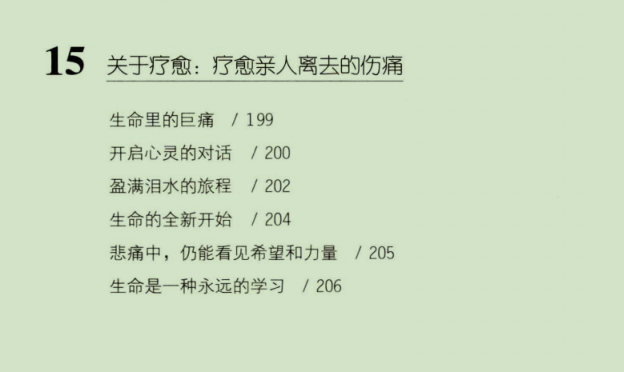 15 关于疗愈：疗愈亲人离去的伤痛
生命里的巨痛 / 199
开启心灵的对话 / 200
盈满泪水的旅程 / 202
生命的全新开始 / 204
悲痛中，仍能看见希望和力量 / 205
生命是一种永远的学习 / 206